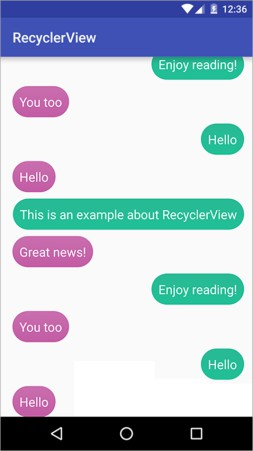 12:36
RecyclerView
Enjoy reading!
You too
Hello
Hello
This is an example about RecyclerView
Great news!
Enjoy reading!
You too
Hello
Hello